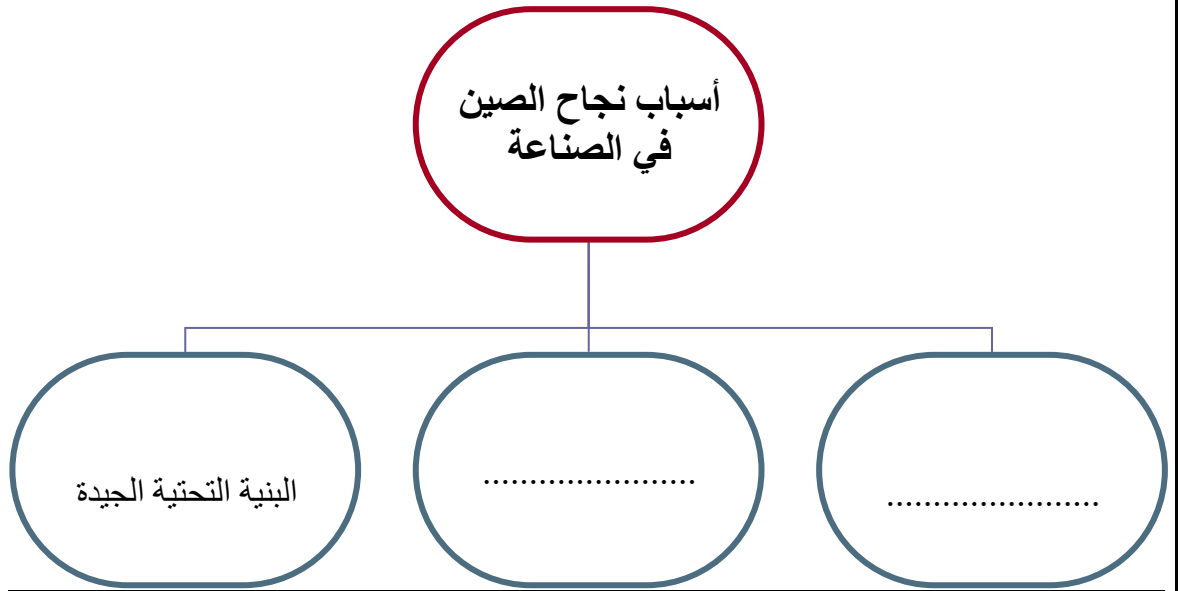 أسباب نجاح الصين
في الصناعة
.......................
.......................
البنية التحتية الجيدة